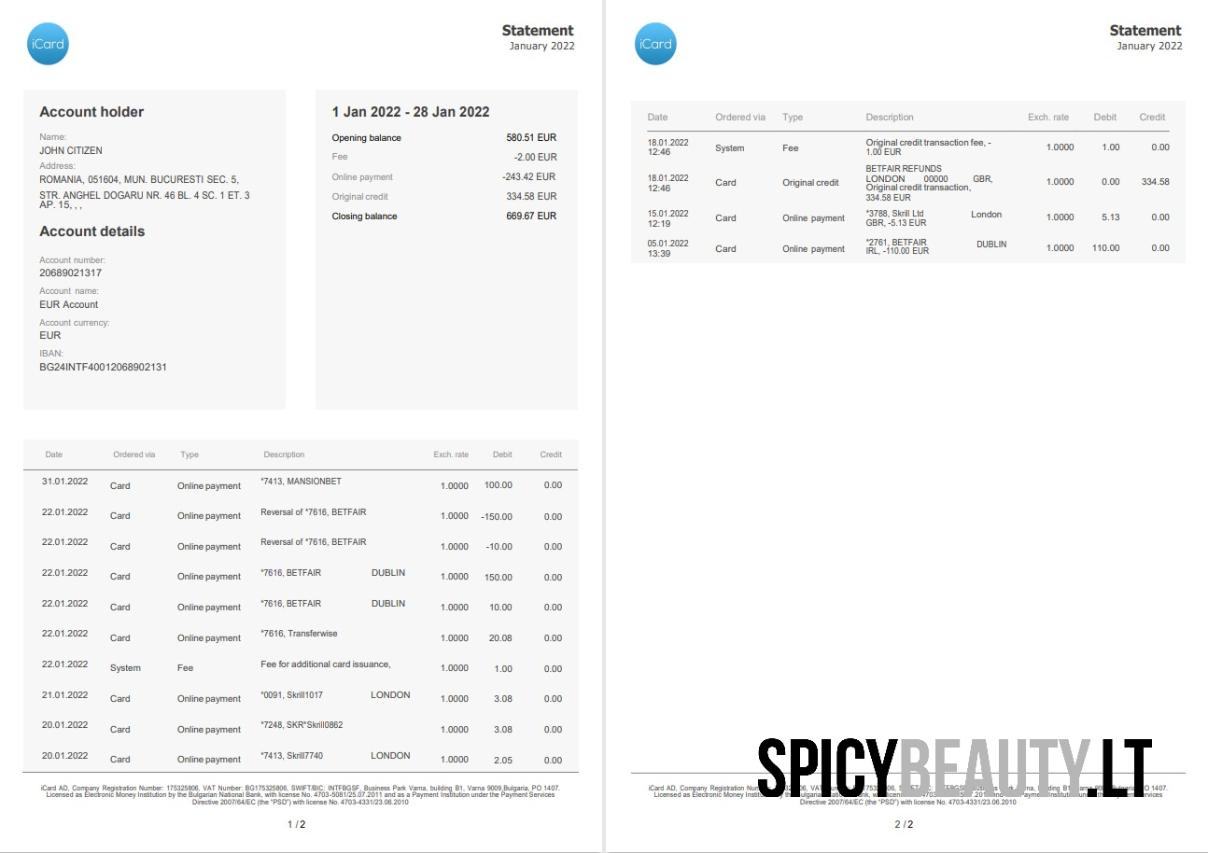 iCard
Statement
January 2022
Account holder
Name:
JOHN CITIZEN
Address:
ROMANIA, 051604, MUN. BUCURESTI SEC. 5,
STR. ANGHEL DOGARU NR. 46 BL. 4 SC. 1 ET. 3
AP. 15, , ,
Account details
Account number:
20689021317
Account name:
EUR Account
Account currency:
EUR
IBAN:
BG24INTF40012068902131
1 Jan 2022 - 28 Jan 2022
Opening balance 580.51 EUR
Fee -2.00 EUR
Online payment -243.42 EUR
Original credit 334.58 EUR
Closing balance 669.67 EUR
Date Ordered via Type Description Exch. rate Debit Credit
31.01.2022 Card Online payment *7413, MANSIONBET 1.0000 100.00 0.00
22.01.2022 Card Online payment Reversal of *7616, BETFAIR 1.0000 -150.00 0.00
22.01.2022 Card Online payment Reversal of *7616, BETFAIR 1.0000 -10.00 0.00
22.01.2022 Card Online payment *7616, BETFAIR DUBLIN 1.0000 150.00 0.00
22.01.2022 Card Online payment *7616, BETFAIR DUBLIN 1.0000 10.00 0.00
22.01.2022 Card Online payment *7616, Transferwise 1.0000 20.08 0.00
22.01.2022 System Fee Fee for additional card issuance, 1.0000 1.00 0.00
21.01.2022 Card Online payment *0091, Skrill1017 LONDON 1.0000 3.08 0.00
20.01.2022 Card Online payment *7248, SKR*Skrill0862 1.0000 3.08 0.00
20.01.2022 Card Online payment *7413, Skrill7740 LONDON 1.0000 2.05 0.00
iCard AD, Company Registration Number: 175325806, VAT Number: BG175325806, SWIFT/BIC: INTFBGSF, Business Park Varna, building B1, Varna 9009,Bulgaria, PO 1407.
Licensed as Electronic Money Institution by the Bulgarian National Bank, with license No. 4703-5081/25.07.2011 and as a Payment Institution under the Payment Services
Directive 2007/64/EC (the "PSD") with license No. 4703-4331/23.06.2010
1 / 2
iCard
Statement
January 2022
Date Ordered via Type Description Exch. rate Debit Credit
18.01.2022
12:46
System Fee
Original credit transaction fee, -
1.00 EUR
1.0000 1.00 0.00
18.01.2022
12:46
Card Original credit
BETFAIR REFUNDS
LONDON 00000 GBR,
Original credit transaction,
334.58 EUR
1.0000 0.00 334.58
15.01.2022
12:19
Card Online payment
*3788, Skrill Ltd London
GBR, -5.13 EUR
1.0000 5.13 0.00
05.01.2022
13:39
Card Online payment
*2761, BETFAIR DUBLIN
IRL, -110.00 EUR
1.0000 110.00 0.00
SPICYBEAUTY.LT
iCard AD, Company Registration Number: 175325806, VAT Number: PO 1407.
Licensed as Electronic Money
Directive 2007/64/EC (the "PSD") with license No. 4703-4331/23.06.2010
2 / 2